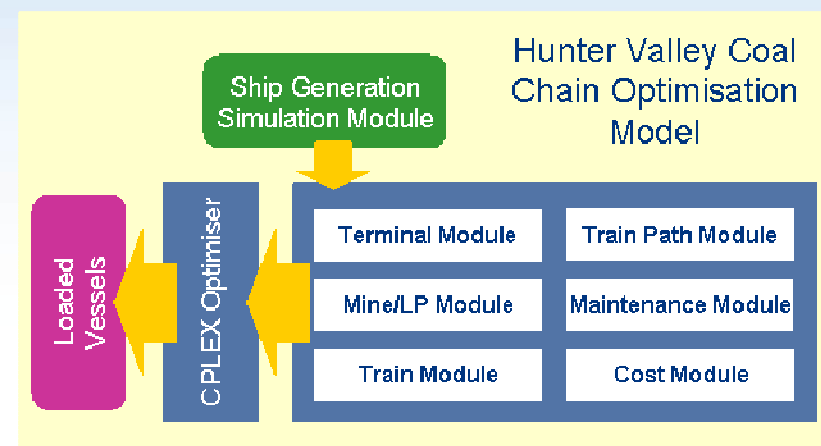 Hunter Valley Coal
Chain Optimisation
Model
Ship Generation
Simulation Module
Loaded
Vessels
CPLEX Optimiser
Terminal Module
Train Path Module
Mine/LP Module
Maintenance Module
Train Module
Cost Module